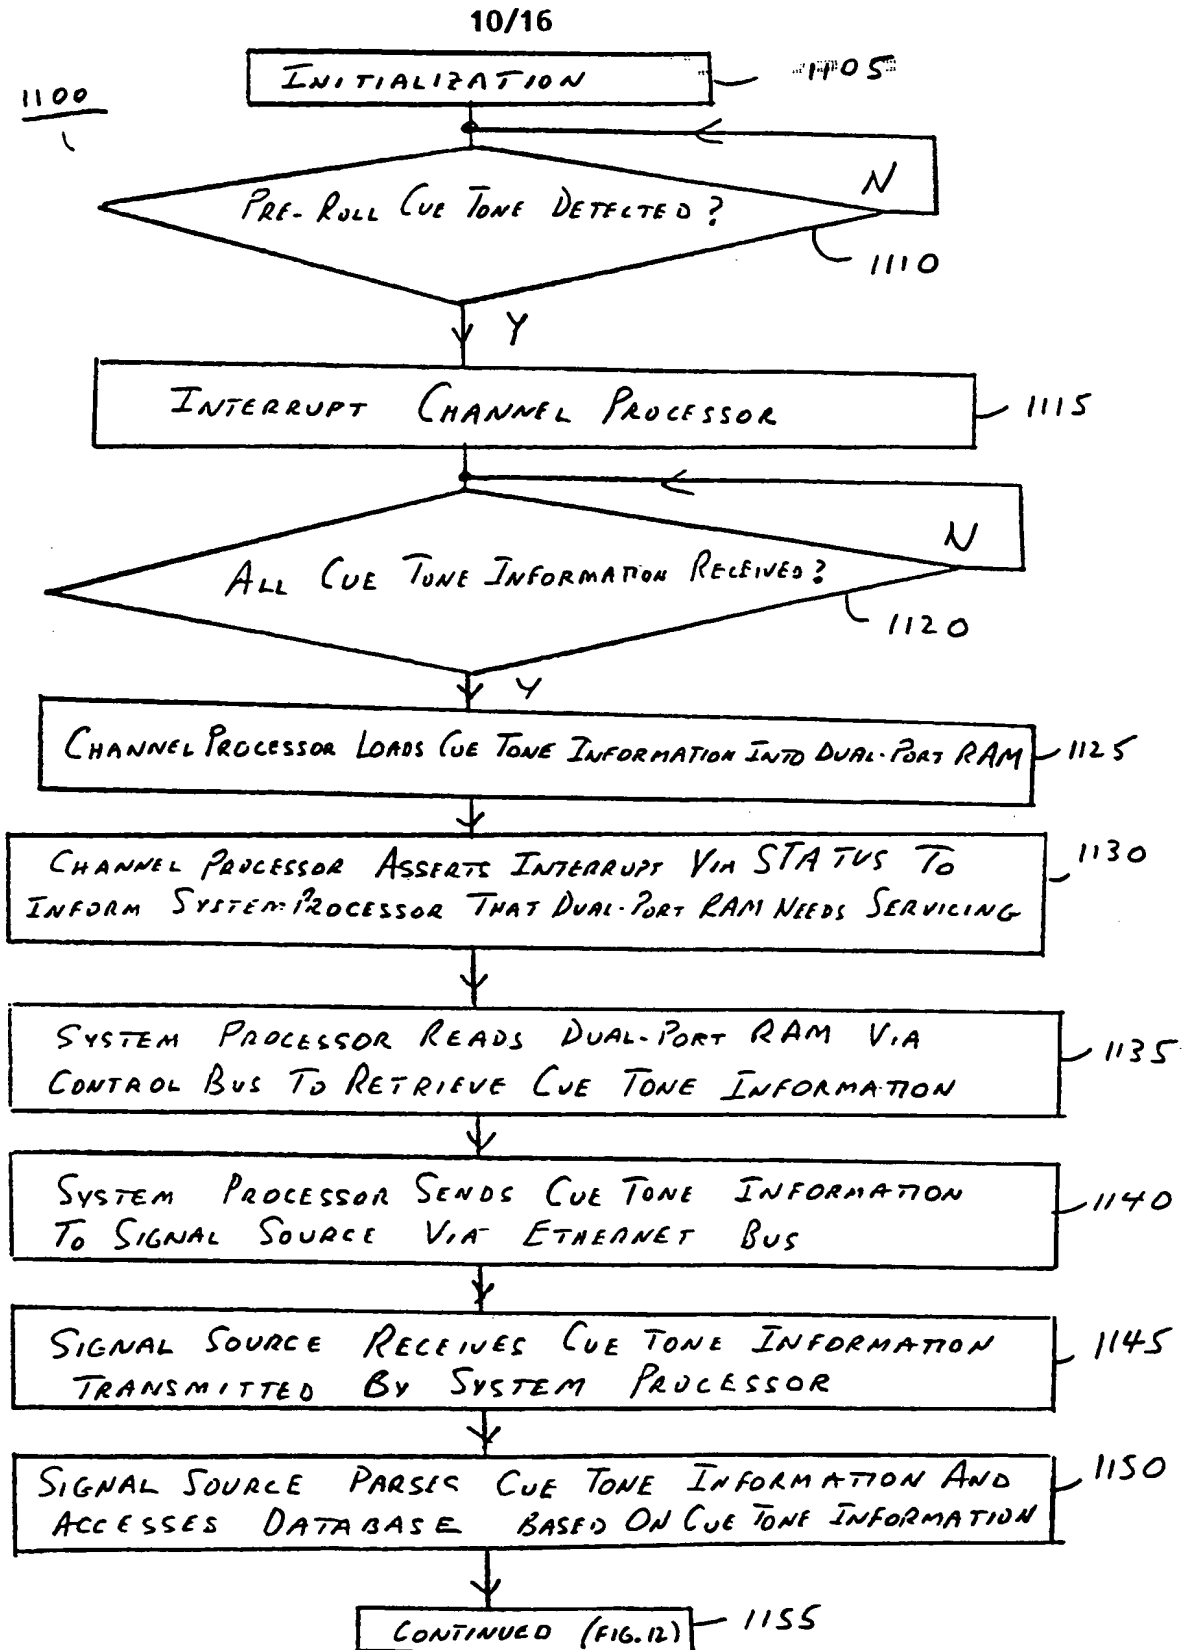 10/16
INITIALIZATION
1105
1100
N
PRE-ROLL CUE TONE DETECTED?
1110
Y
INTERRUPT CHANNEL PROCESSOR
1115
N
ALL CUE TONE INFORMATION RECEIVED?
1120
Y
CHANNEL PROCESSOR LOADS CUE TONE INFORMATION INTO DUAL-PORT RAM
1125
CHANNEL PROCESSOR ASSERTS INTERRUPT VIA STATUS TO
INFORM SYSTEM PROCESSOR THAT DUAL-PORT RAM NEEDS SERVICING
1130
SYSTEM PROCESSOR READS DUAL-PORT RAM VIA
CONTROL BUS TO RETRIEVE CUE TONE INFORMATION
1135
SYSTEM PROCESSOR SENDS CUE TONE INFORMATION
TO SIGNAL SOURCE VIA ETHERNET BUS
1140
SIGNAL SOURCE RECEIVES CUE TONE INFORMATION
TRANSMITTED BY SYSTEM PROCESSOR
1145
SIGNAL SOURCE PARSES CUE TONE INFORMATION AND
ACCESSES DATABASE BASED ON CUE TONE INFORMATION
1150
CONTINUED (FIG.12)
1155